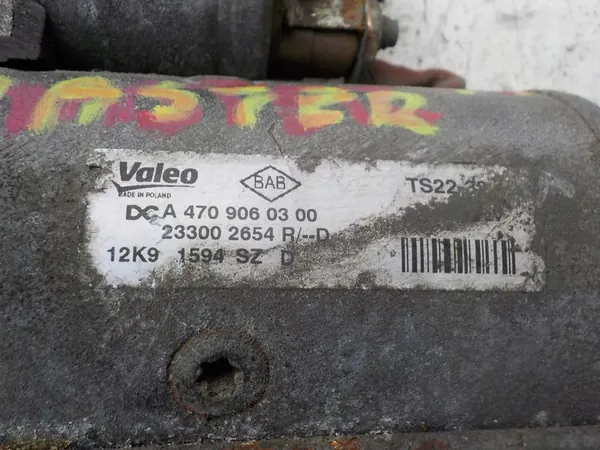 MASTER
Valeo
MADE IN POLAND
BAB
TS22
DC A 470 906 03 00
23300 2654 R/--D
12K9 1594 SZ D